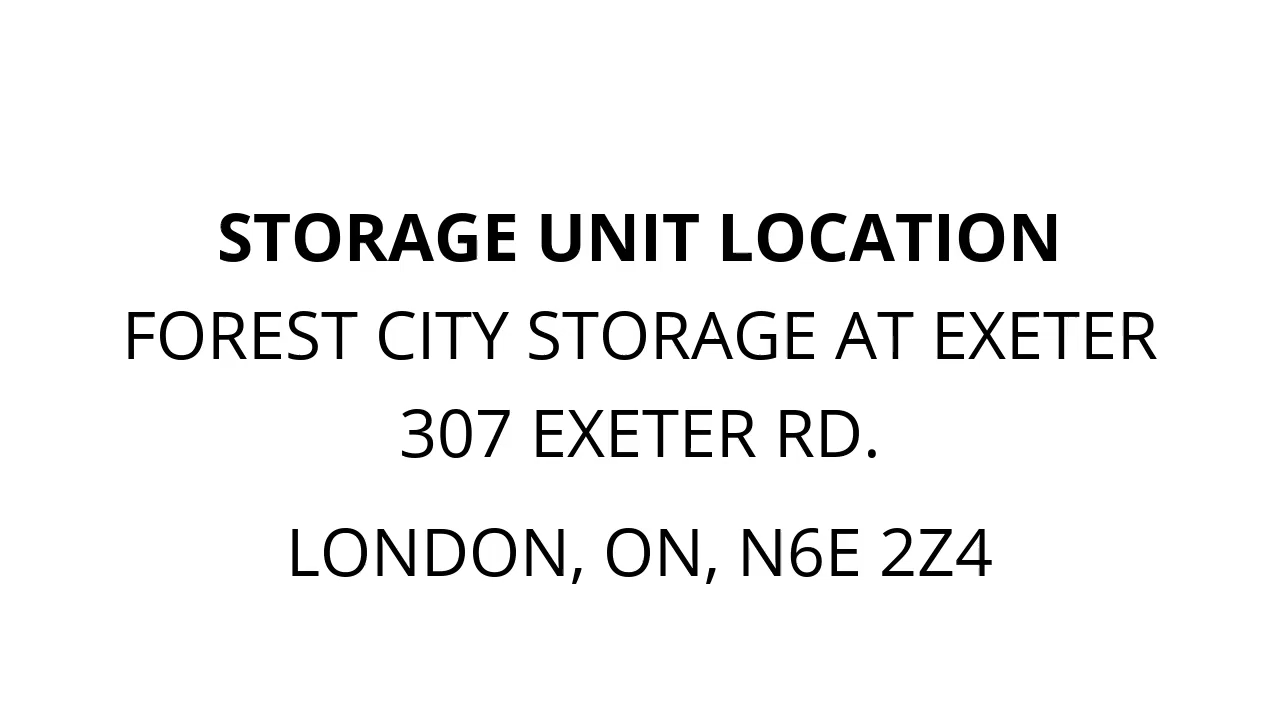 STORAGE UNIT LOCATION
FOREST CITY STORAGE AT EXETER
307 EXETER RD.
LONDON, ON, N6E 2Z4